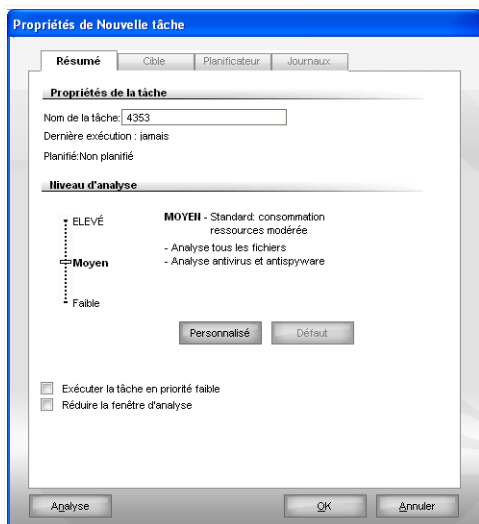 Propriétés de Nouvelle tâche
Résumé
Cible
Planificateur
Journaux
Propriétés de la tâche
Nom de la tâche: 4353
Dernière exécution : jamais
Planifié:Non planifié
Niveau d'analyse
ELEVÉ
Moyen
Faible
MOYEN - Standard: consommation
ressources modérée
- Analyse tous les fichiers
- Analyse antivirus et antispyware
Personnalisé
Défaut
Exécuter la tâche en priorité faible
Réduire la fenêtre d'analyse
Analyse
OK
Annuler